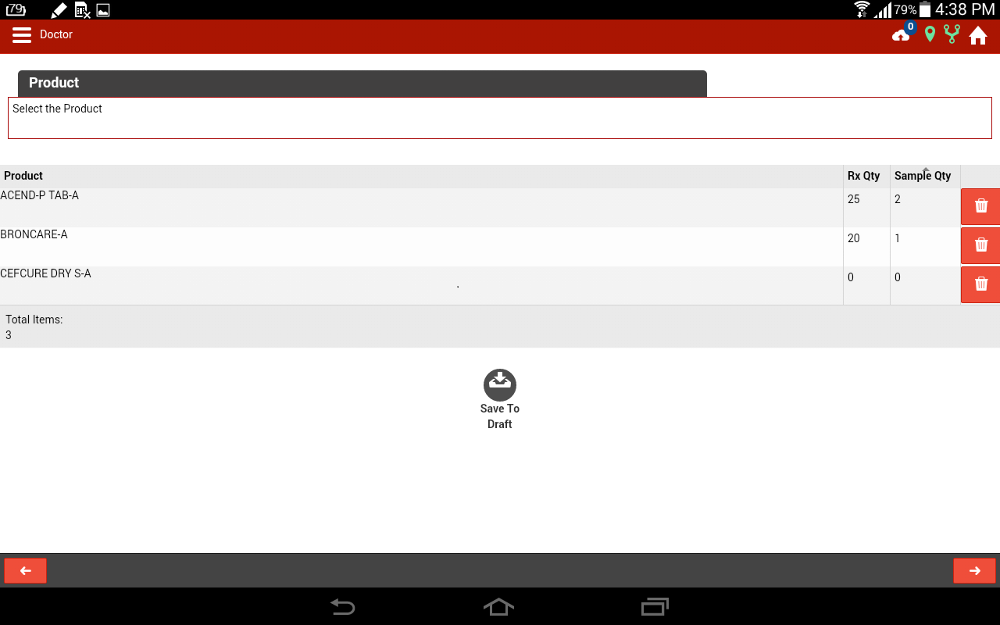 79
79%
4:38 PM
Doctor
0
Product
Select the Product
Product
Rx Qty
Sample Qty
ACEND-P TAB-A
25
2
BRONCARE-A
20
1
CEFCURE DRY S-A
0
0
.
Total Items:
3
Save To
Draft